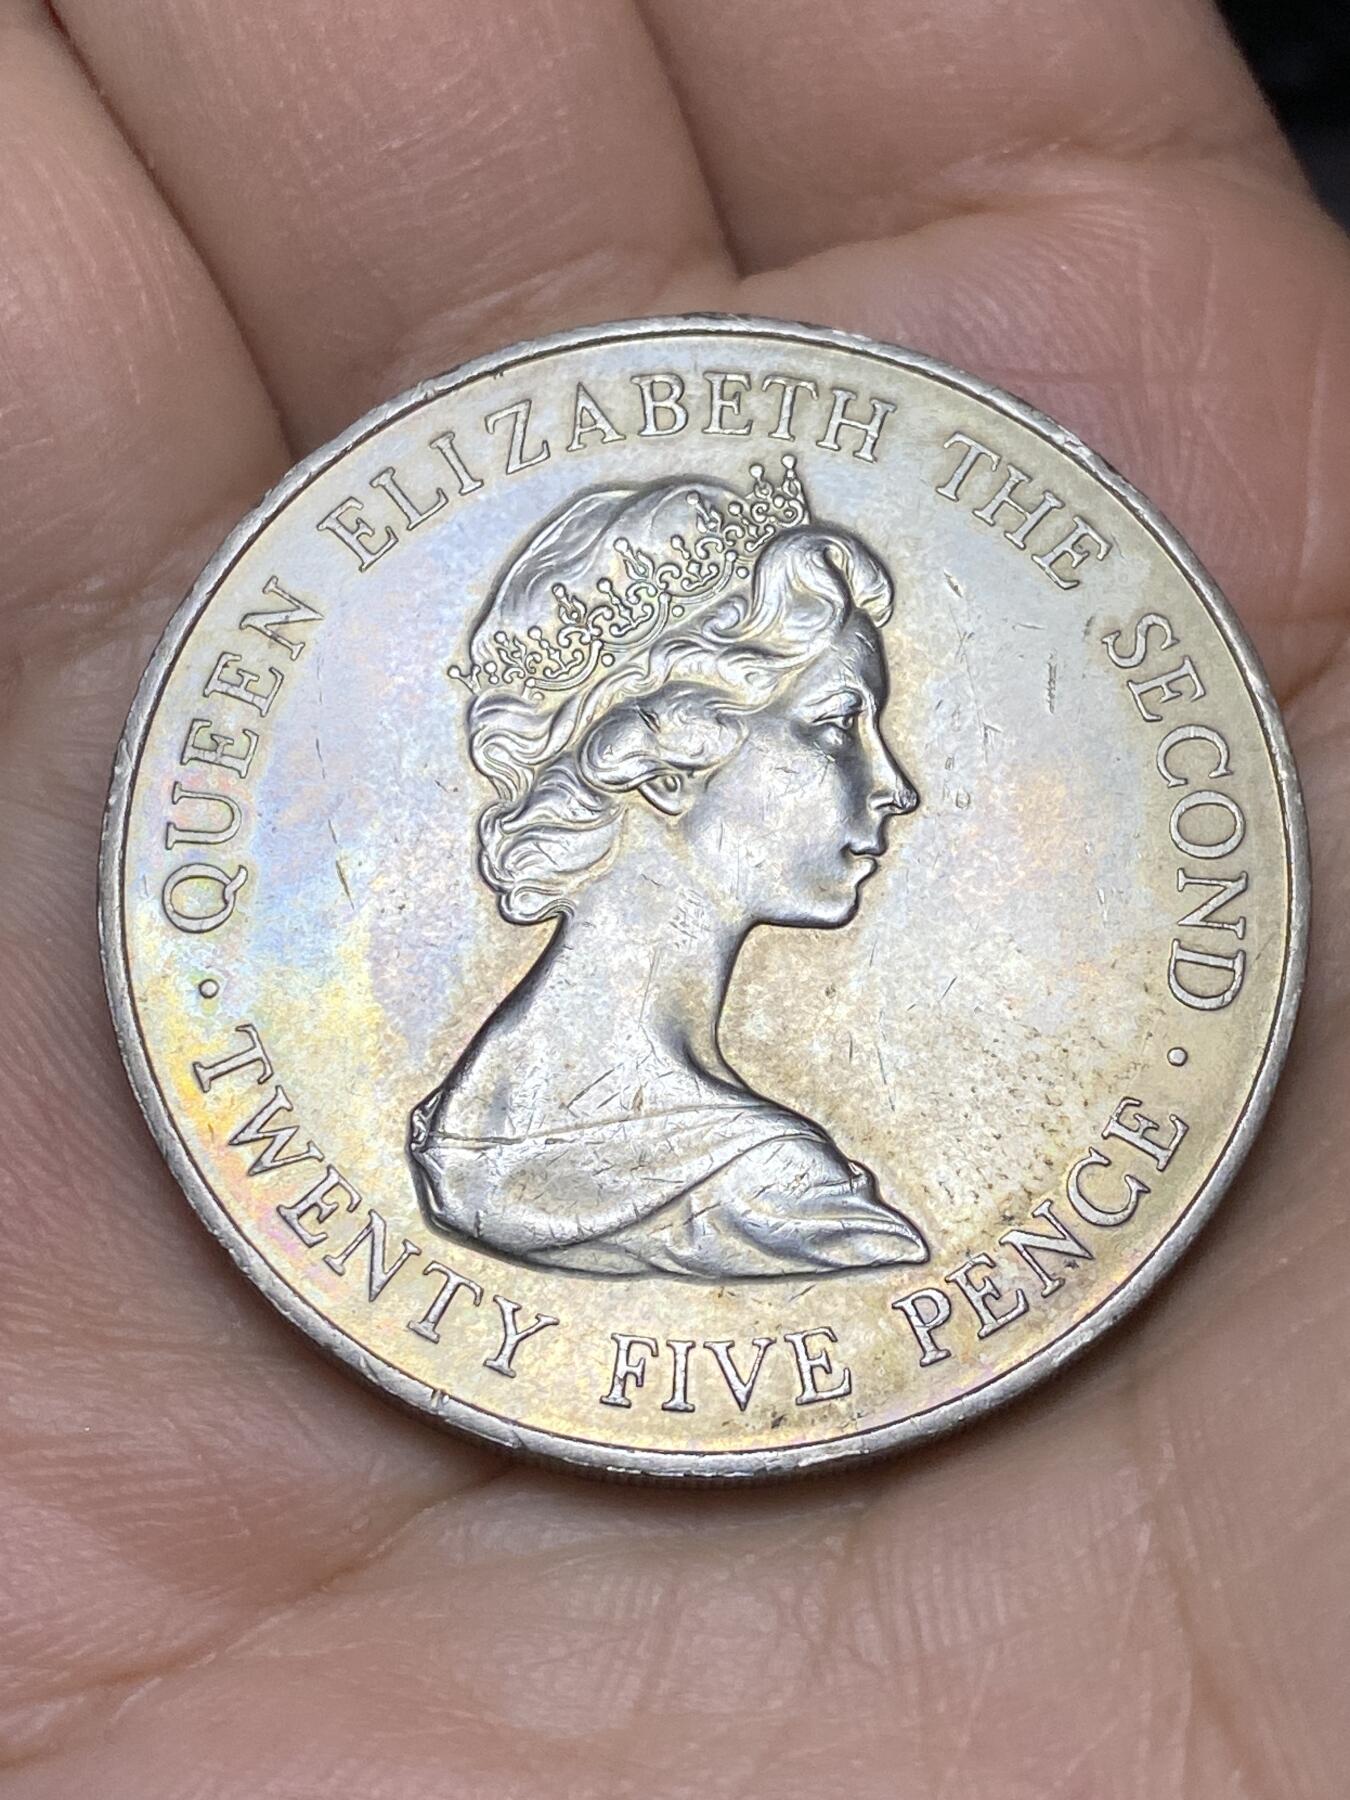 · QUEEN ELIZABETH THE SECOND ·
TWENTY FIVE PENCE